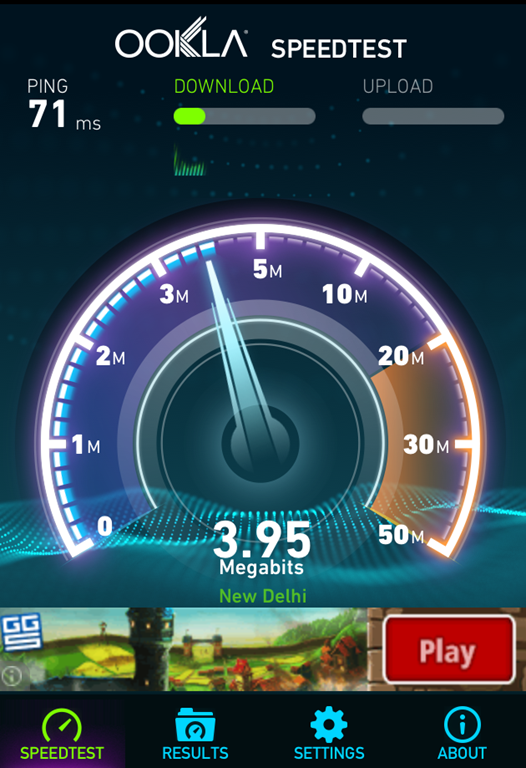 OOKLA SPEEDTEST
PING
71 ms
DOWNLOAD
UPLOAD
5M
3M
10M
2M
20M
1M
30M
0
50M
3.95
Megabits
New Delhi
GGS
Play
SPEEDTEST
RESULTS
SETTINGS
ABOUT